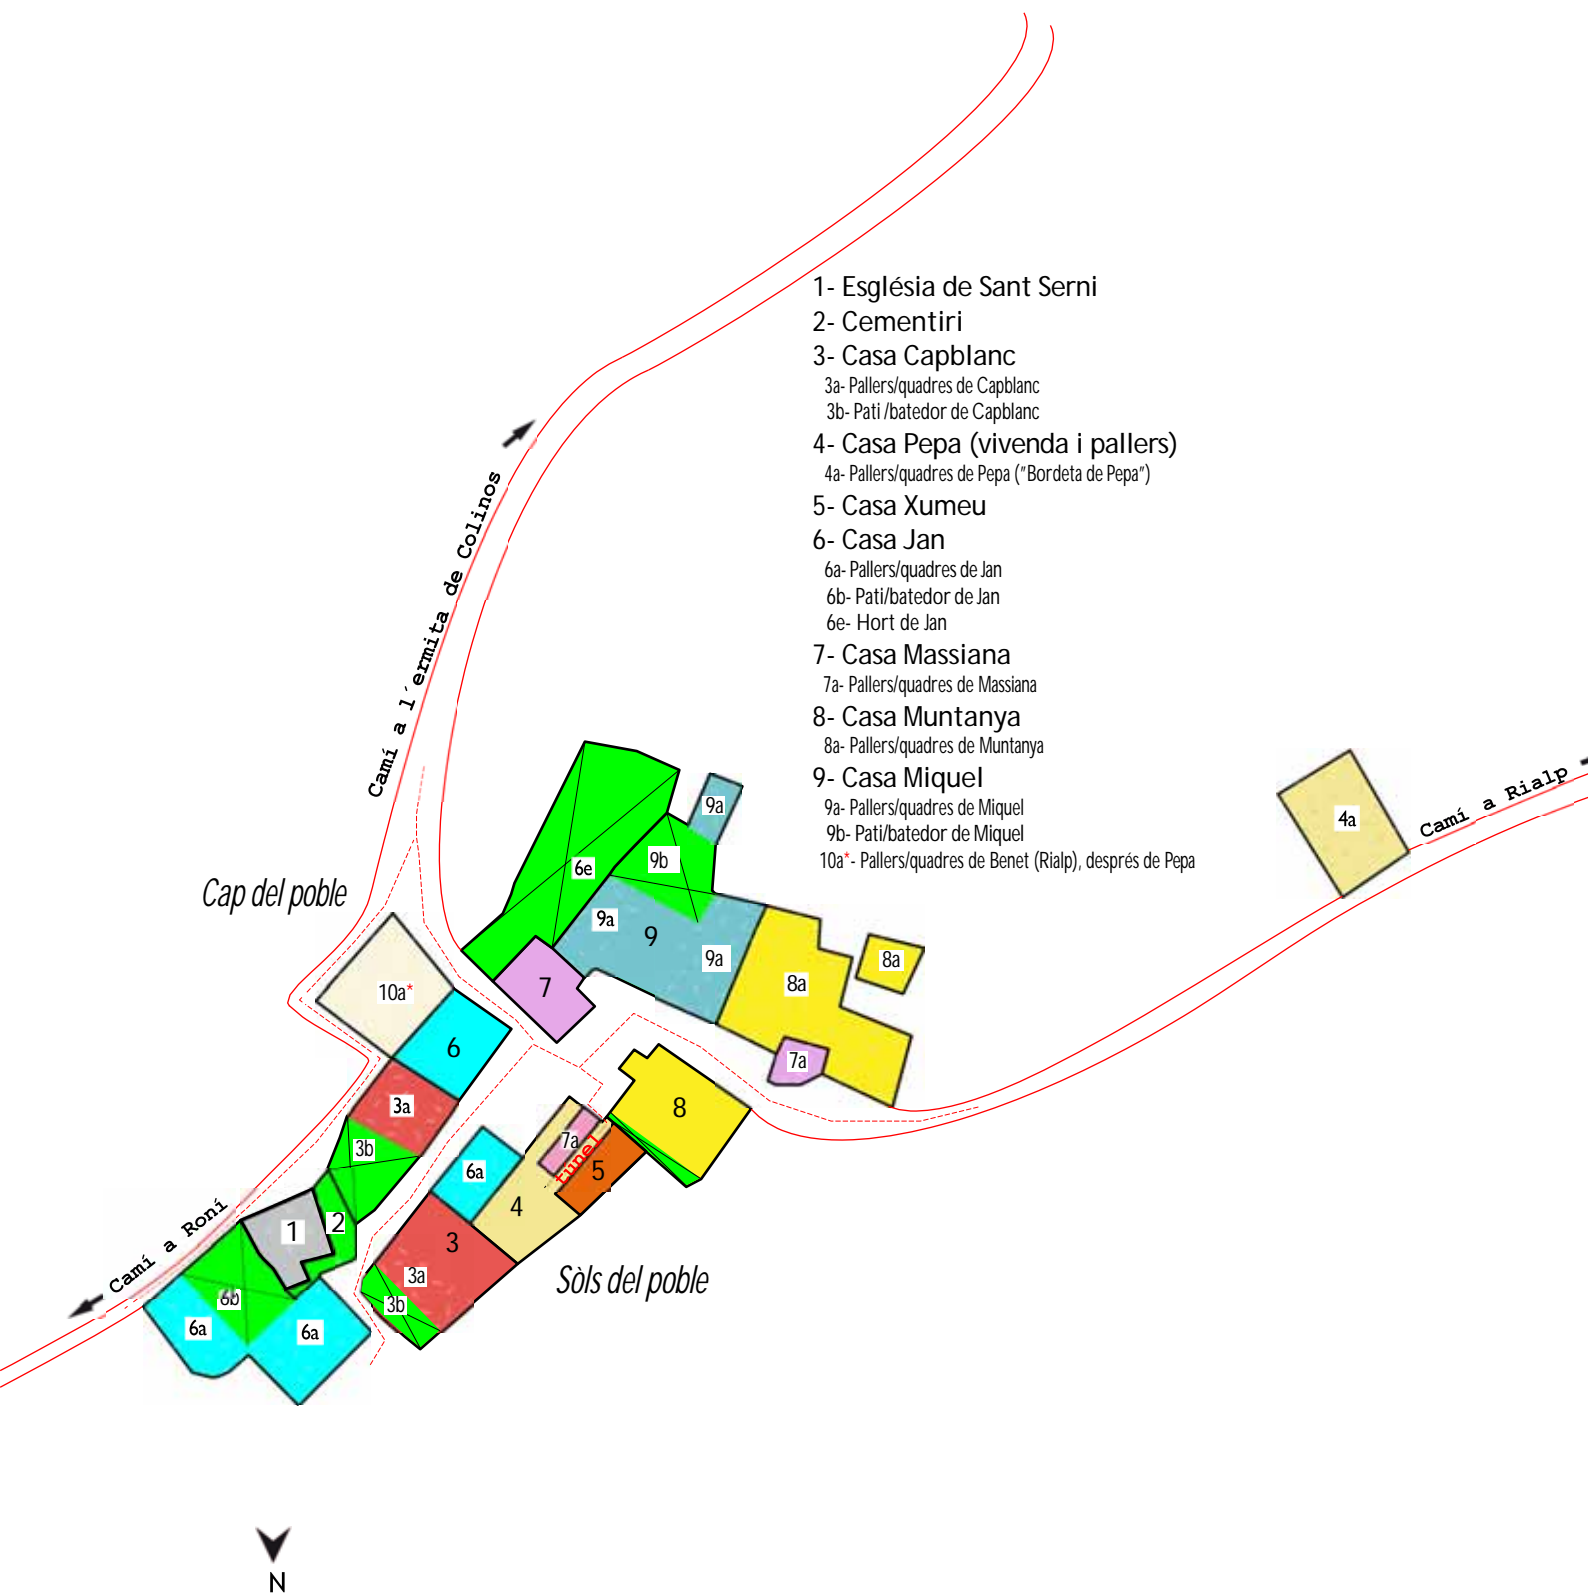 1- Església de Sant Serni
2- Cementiri
3- Casa Capblanc
3a- Pallers/quadres de Capblanc
3b- Pati /batedor de Capblanc
4- Casa Pepa (vivenda i pallers)
4a- Pallers/quadres de Pepa ("Bordeta de Pepa")
5- Casa Xumeu
6- Casa Jan
6a- Pallers/quadres de Jan
6b- Pati/batedor de Jan
6e- Hort de Jan
7- Casa Massiana
7a- Pallers/quadres de Massiana
8- Casa Muntanya
8a- Pallers/quadres de Muntanya
9- Casa Miquel
9a- Pallers/quadres de Miquel
9b- Pati/batedor de Miquel
10a*- Pallers/quadres de Benet (Rialp), després de Pepa
Camí a l´ermita de Colinos
Camí a Rialp
4a
9a
9b
6e
Cap del poble
9a
9
9a
8a
8a
7
10a*
6
7a
3a
8
3b
7a
tunel
5
6a
4
2
1
3
Camí a Roní
3a
Sòls del poble
6b
3b
6a
6a
N